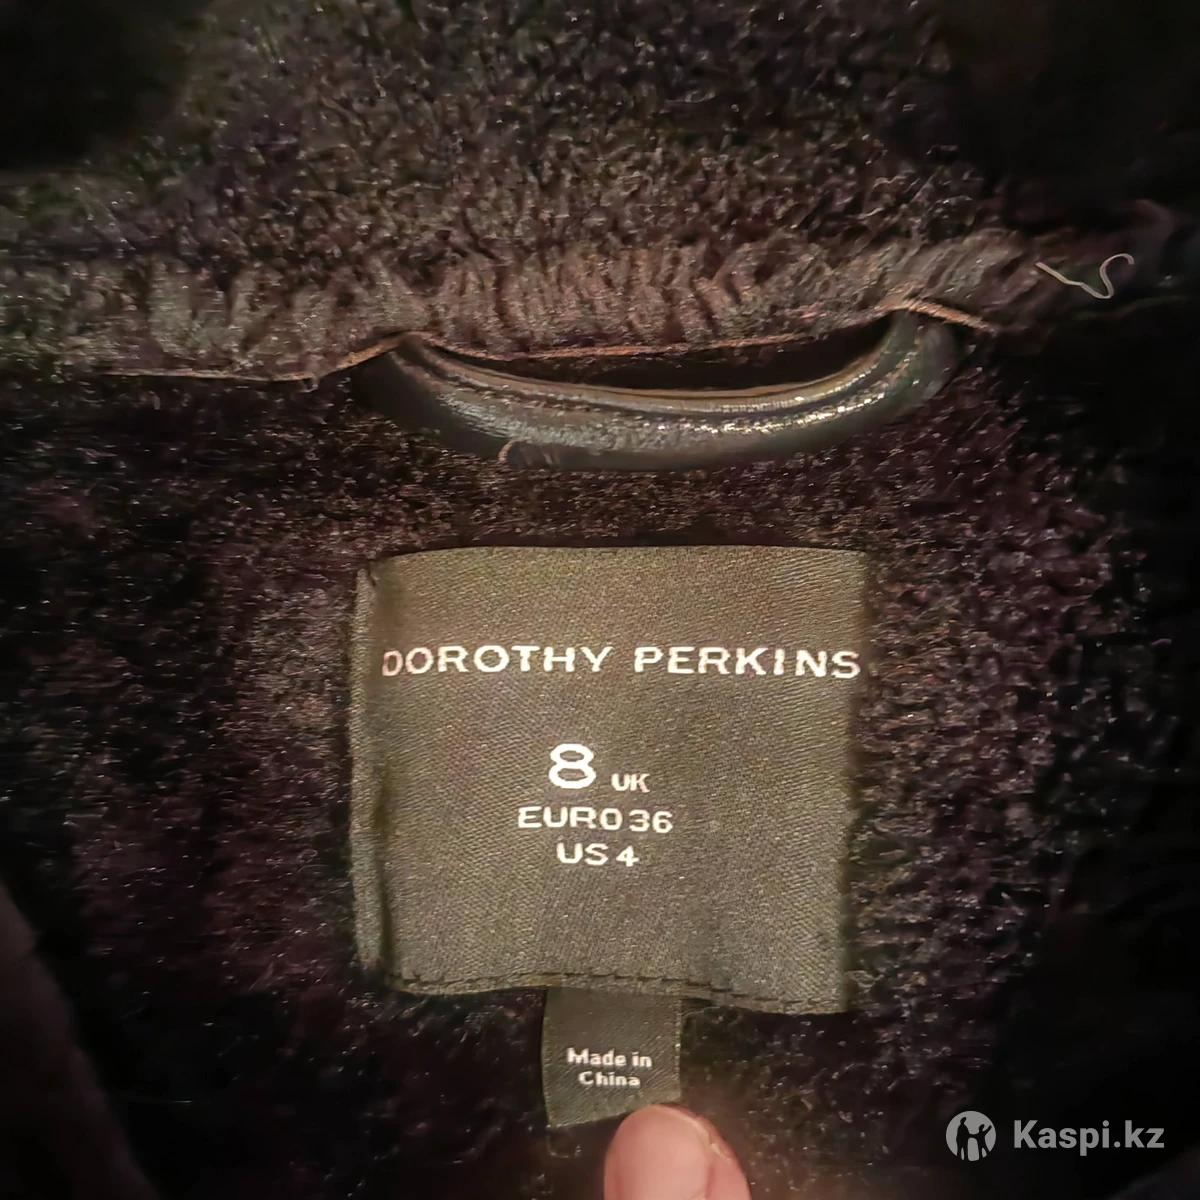 DOROTHY PERKINS
8 UK
EURO 36
US 4
Made in
China
Kaspi.kz